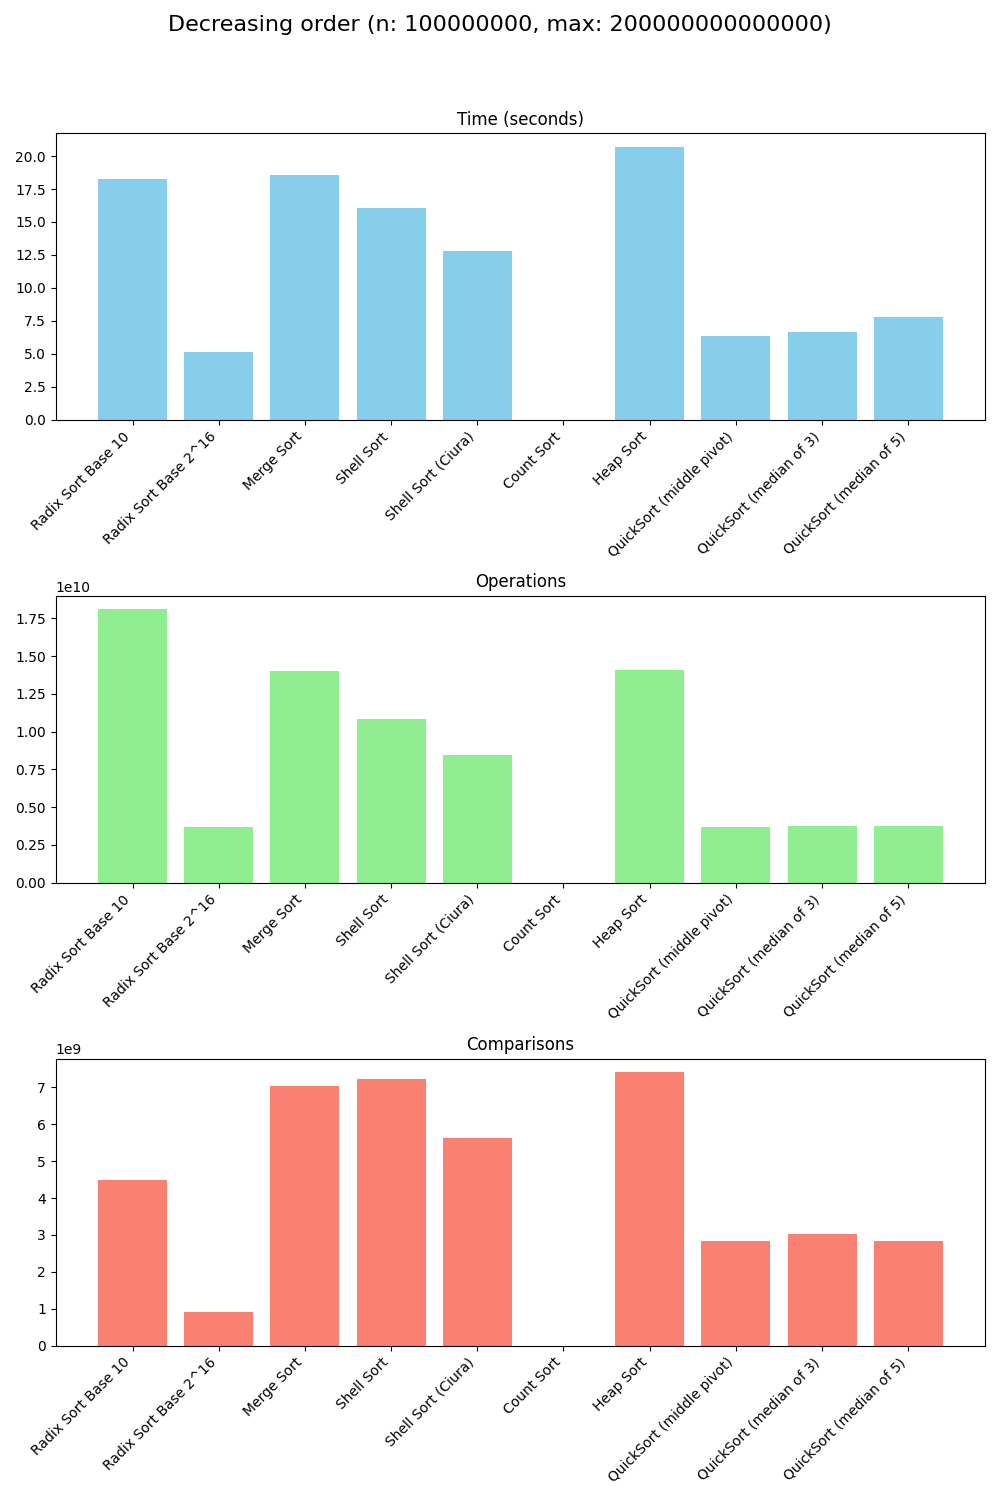 Decreasing order (n: 100000000, max: 200000000000000)
Time (seconds)
20.0
17.5
15.0
12.5
10.0
7.5
5.0
2.5
0.0
Radix Sort Base 10
Radix Sort Base 2^16
Merge Sort
Shell Sort
Shell Sort (Ciura)
Count Sort
Heap Sort
QuickSort (middle pivot)
QuickSort (median of 3)
QuickSort (median of 5)
Operations
1e10
1.75
1.50
1.25
1.00
0.75
0.50
0.25
0.00
Radix Sort Base 10
Radix Sort Base 2^16
Merge Sort
Shell Sort
Shell Sort (Ciura)
Count Sort
Heap Sort
QuickSort (middle pivot)
QuickSort (median of 3)
QuickSort (median of 5)
Comparisons
1e9
7
6
5
4
3
2
1
0
Radix Sort Base 10
Radix Sort Base 2^16
Merge Sort
Shell Sort
Shell Sort (Ciura)
Count Sort
Heap Sort
QuickSort (middle pivot)
QuickSort (median of 3)
QuickSort (median of 5)